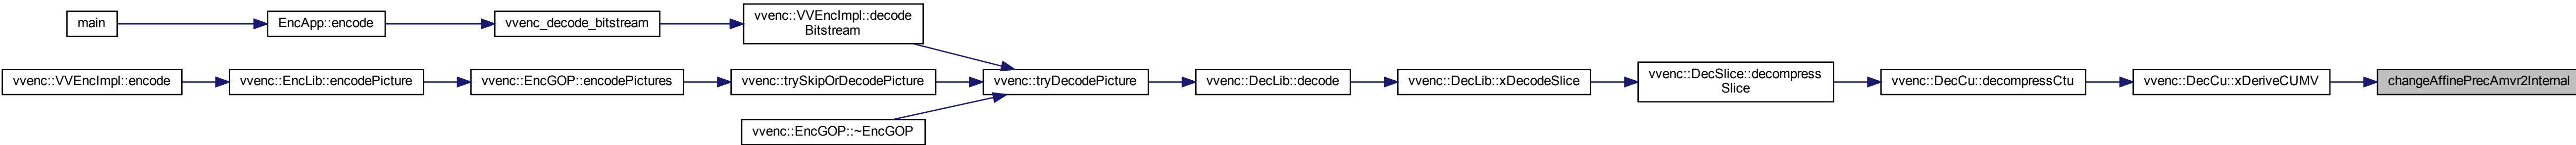 main
EncApp::encode
vvenc_decode_bitstream
vvenc::VVEncImpl::decode
Bitstream
vvenc::VVEncImpl::encode
vvenc::EncLib::encodePicture
vvenc::EncGOP::encodePictures
vvenc::trySkipOrDecodePicture
vvenc::tryDecodePicture
vvenc::DecLib::decode
vvenc::DecLib::xDecodeSlice
vvenc::DecSlice::decompress
Slice
vvenc::DecCu::decompressCtu
vvenc::DecCu::xDeriveCUMV
changeAffinePrecAmvr2Internal
vvenc::EncGOP::~EncGOP